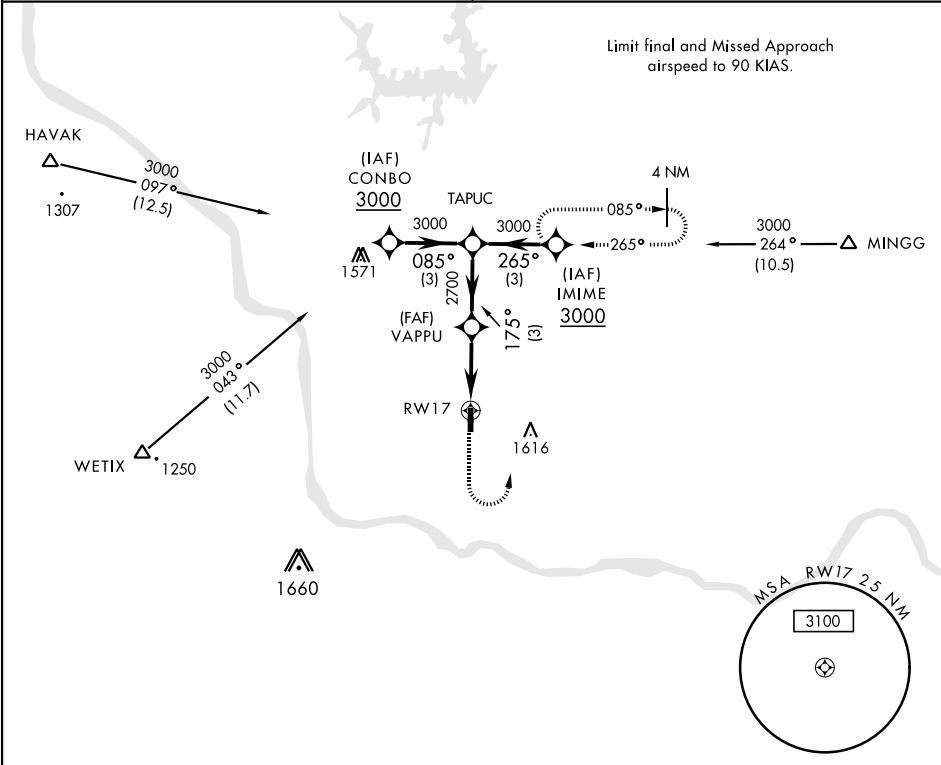 Limit final and Missed Approach
airspeed to 90 KIAS.
HAVAK
1307
3000
097°
(12.5)
(IAF)
CONBO
3000
1571
TAPUC
3000
085°
(3)
3000
265°
(3)
4 NM
085°
265°
(IAF)
IMIME
3000
3000
264°
(10.5)
MINGG
2700
175°
(3)
(FAF)
VAPPU
3000
043°
(11.7)
WETIX
1250
RW17
1616
1660
MSA RW17 25 NM
3100